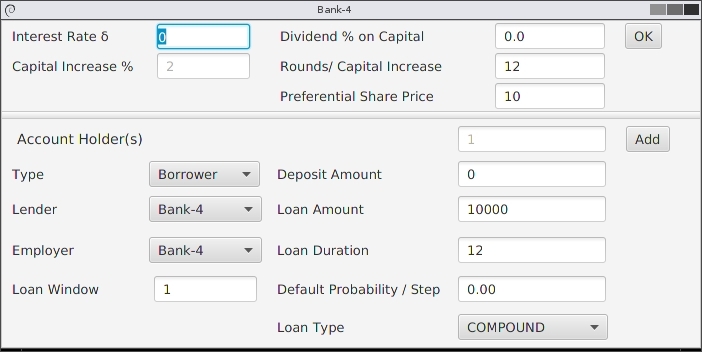 Bank-4
Interest Rate δ 0 Dividend % on Capital 0.0 OK
Capital Increase % 2 Rounds/ Capital Increase 12
Preferential Share Price 10
Account Holder(s) 1 Add
Type Borrower Deposit Amount 0
Lender Bank-4 Loan Amount 10000
Employer Bank-4 Loan Duration 12
Loan Window 1 Default Probability / Step 0.00
Loan Type COMPOUND